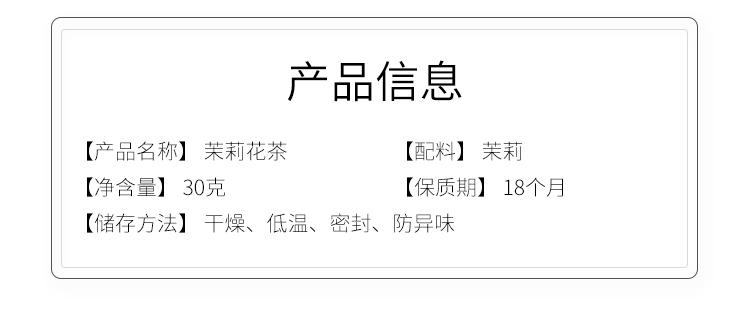 产品信息
【产品名称】 茉莉花茶 【配料】 茉莉
【净含量】 30克 【保质期】 18个月
【储存方法】 干燥、低温、密封、防异味